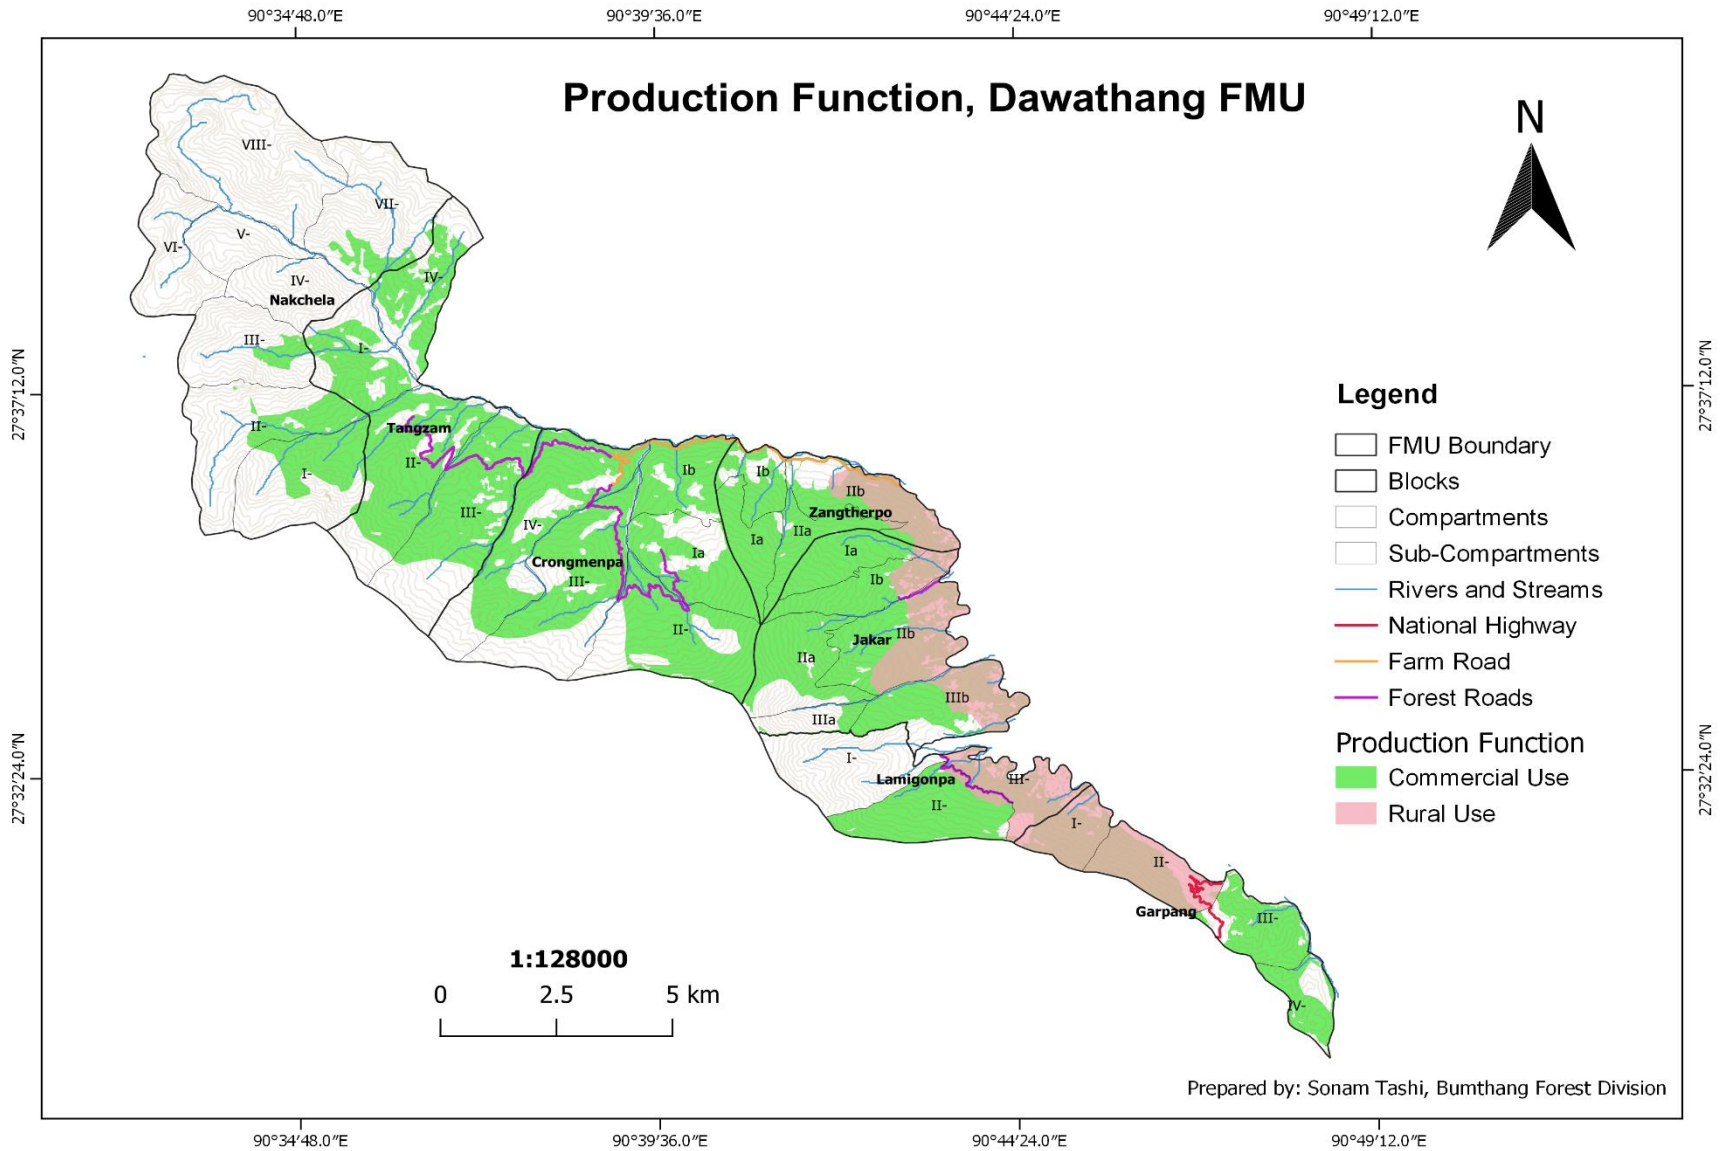 90°34′48.0″E
90°39′36.0″E
90°44′24.0″E
90°49′12.0″E
Production Function, Dawathang FMU
N
VIII-
VII-
V-
VI-
IV-
IV-
Nakchela
III-
I-
27°37′12.0″N
27°37′12.0″N
II-
Tangzam
II-
I-
Ib
Ib
IIb
III-
Zangtherpo
IV-
IIa
Ia
Ia
Ia
Crongmenpa
III-
Ib
II-
Jakar
IIb
IIa
IIIb
IIIa
I-
Lamigonpa
III-
II-
I-
II-
Garpang
III-
IV-
27°32′24.0″N
27°32′24.0″N
Legend
FMU Boundary
Blocks
Compartments
Sub-Compartments
Rivers and Streams
National Highway
Farm Road
Forest Roads
Production Function
Commercial Use
Rural Use
1:128000
0 2.5 5 km
Prepared by: Sonam Tashi, Bumthang Forest Division
90°34′48.0″E
90°39′36.0″E
90°44′24.0″E
90°49′12.0″E